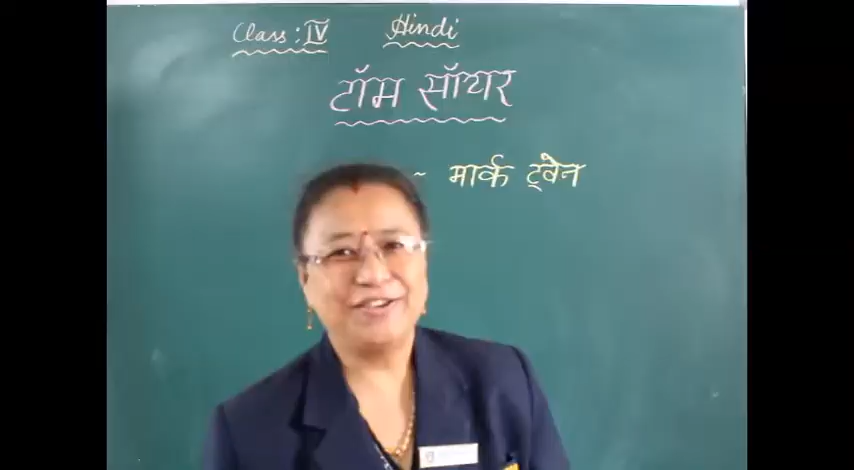 Class : IV Hindi
टॉम सॉयर
~ मार्क ट्वेन